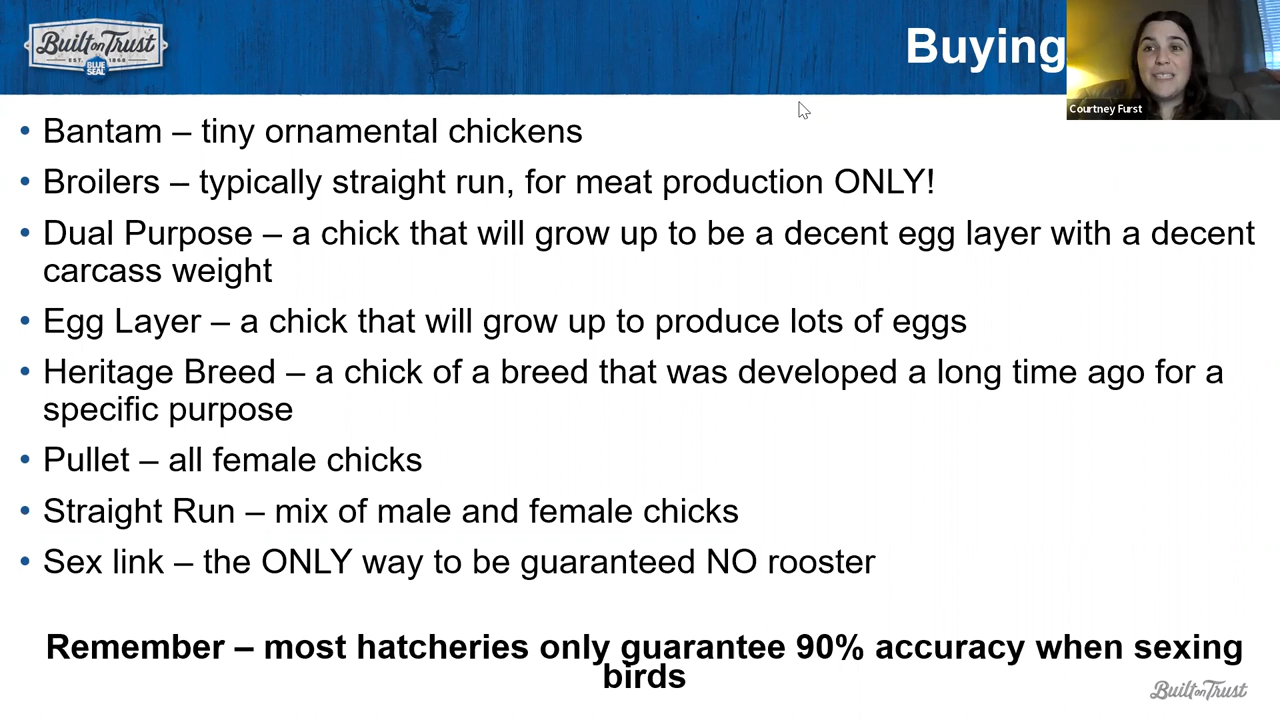 Built on Trust
EST. 1868
BLUE
SEAL
Buying
Courtney Furst
• Bantam – tiny ornamental chickens
• Broilers – typically straight run, for meat production ONLY!
• Dual Purpose – a chick that will grow up to be a decent egg layer with a decent
carcass weight
• Egg Layer – a chick that will grow up to produce lots of eggs
• Heritage Breed – a chick of a breed that was developed a long time ago for a
specific purpose
• Pullet – all female chicks
• Straight Run – mix of male and female chicks
• Sex link – the ONLY way to be guaranteed NO rooster
Remember – most hatcheries only guarantee 90% accuracy when sexing
birds
Built on Trust